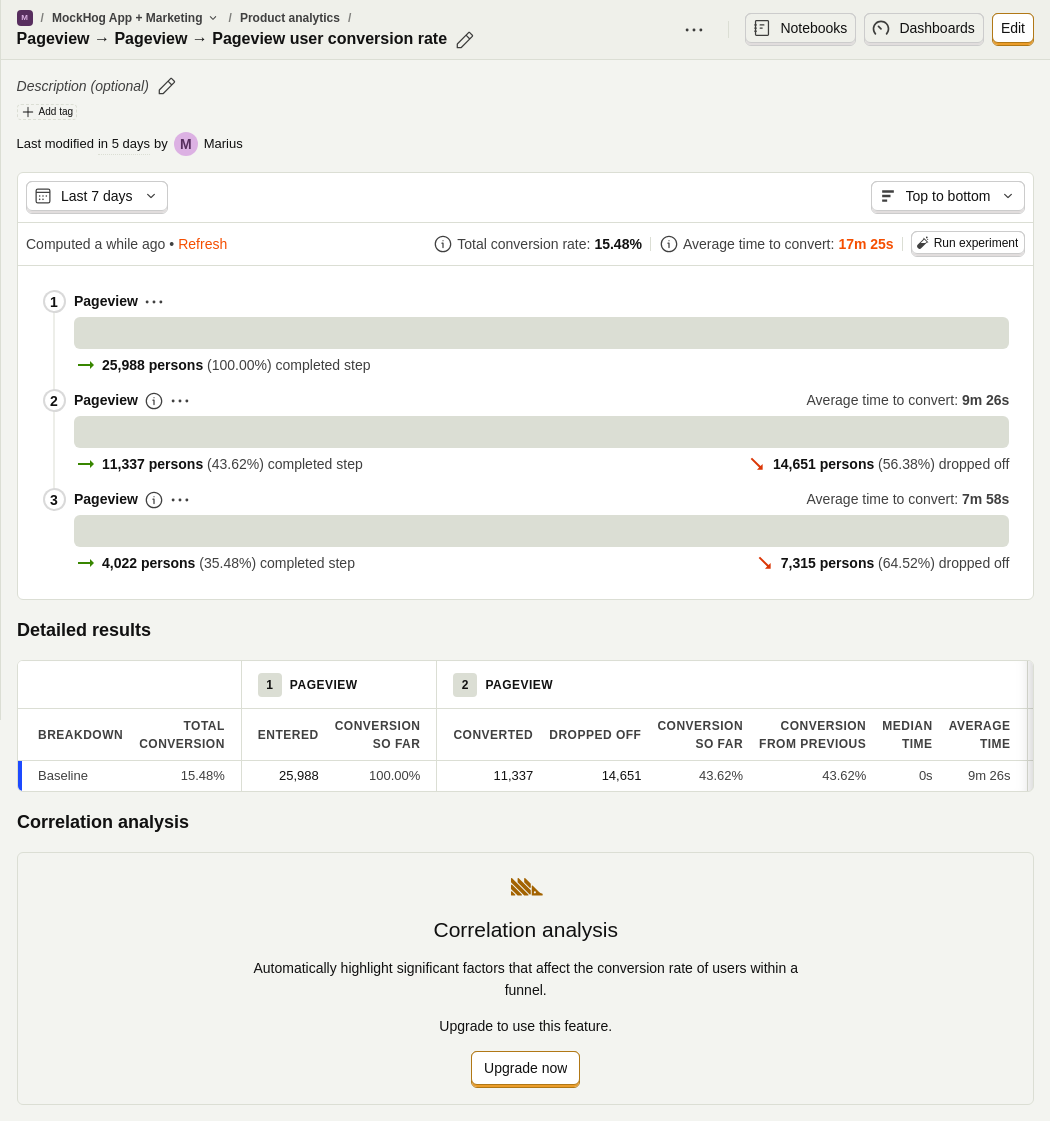 M / MockHog App + Marketing / Product analytics /
Pageview → Pageview → Pageview user conversion rate
Notebooks
Dashboards
Edit
Description (optional)
Add tag
Last modified in 5 days by M Marius
Last 7 days
Top to bottom
Computed a while ago • Refresh
Total conversion rate: 15.48%
Average time to convert: 17m 25s
Run experiment
1 Pageview
→ 25,988 persons (100.00%) completed step
2 Pageview
Average time to convert: 9m 26s
→ 11,337 persons (43.62%) completed step
14,651 persons (56.38%) dropped off
3 Pageview
Average time to convert: 7m 58s
→ 4,022 persons (35.48%) completed step
7,315 persons (64.52%) dropped off
Detailed results
1 PAGEVIEW
2 PAGEVIEW
BREAKDOWN
TOTAL
CONVERSION
ENTERED
CONVERSION
SO FAR
CONVERTED
DROPPED OFF
CONVERSION
SO FAR
CONVERSION
FROM PREVIOUS
MEDIAN
TIME
AVERAGE
TIME
Baseline 15.48% 25,988 100.00% 11,337 14,651 43.62% 43.62% 0s 9m 26s
Correlation analysis
Correlation analysis
Automatically highlight significant factors that affect the conversion rate of users within a
funnel.
Upgrade to use this feature.
Upgrade now